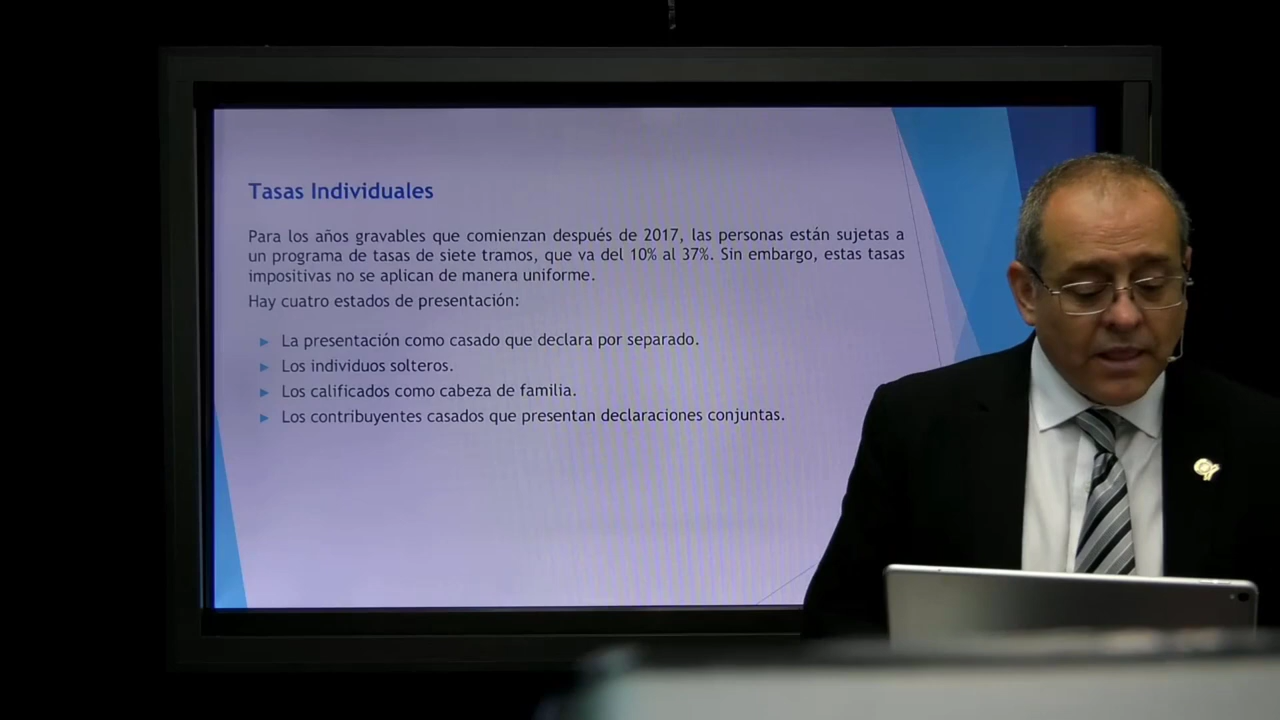 Tasas Individuales
Para los años gravables que comienzan después de 2017, las personas están sujetas a
un programa de tasas de siete tramos, que va del 10% al 37%. Sin embargo, estas tasas
impositivas no se aplican de manera uniforme.
Hay cuatro estados de presentación:
La presentación como casado que declara por separado.
Los individuos solteros.
Los calificados como cabeza de familia.
Los contribuyentes casados que presentan declaraciones conjuntas.